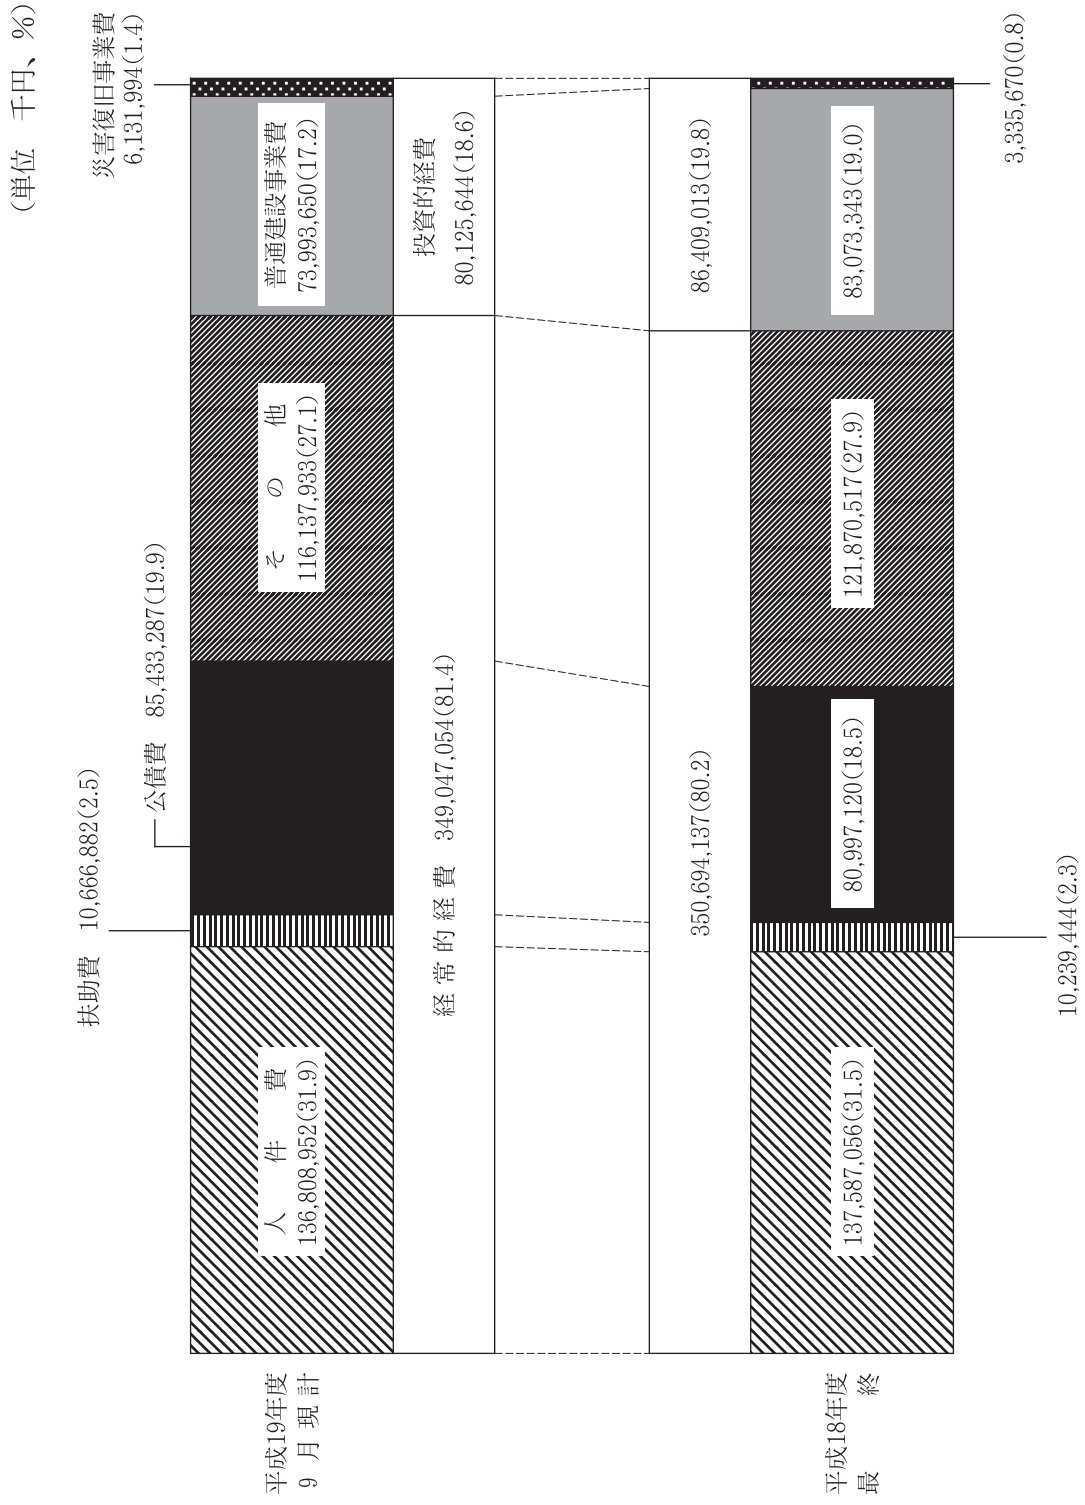 (単位　千円、%)
災害復旧事業費
6,131,994(1.4)
扶助費　10,666,882(2.5)
公債費　85,433,287(19.9)
平成19年度
9月現計
人件費
136,808,952(31.9)
その他
116,137,933(27.1)
普通建設事業費
73,993,650(17.2)
経常的経費　349,047,054(81.4)
投資的経費
80,125,644(18.6)
350,694,137(80.2)
86,409,013(19.8)
平成18年度
最終
137,587,056(31.5)
80,997,120(18.5)
121,870,517(27.9)
83,073,343(19.0)
10,239,444(2.3)
3,335,670(0.8)